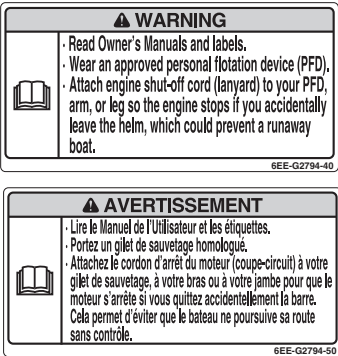 ⚠ WARNING
· Read Owner's Manuals and labels.
· Wear an approved personal flotation device (PFD).
· Attach engine shut-off cord (lanyard) to your PFD,
arm, or leg so the engine stops if you accidentally
leave the helm, which could prevent a runaway
boat.
6EE-G2794-40
⚠ AVERTISSEMENT
· Lire le Manuel de l'Utilisateur et les étiquettes.
· Portez un gilet de sauvetage homologué.
· Attachez le cordon d'arrêt du moteur (coupe-circuit) à votre
gilet de sauvetage, à votre bras ou à votre jambe pour que le
moteur s'arrête si vous quittez accidentellement la barre.
Cela permet d'éviter que le bateau ne poursuive sa route
sans contrôle.
6EE-G2794-50